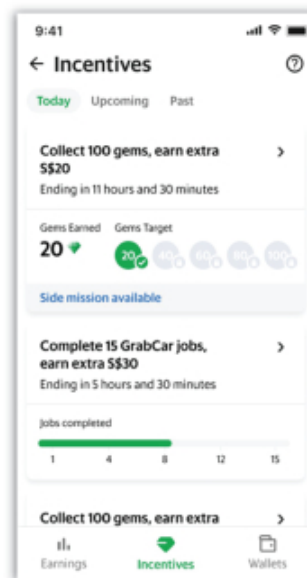 9:41
← Incentives
Today Upcoming Past
Collect 100 gems, earn extra
S$20
Ending in 11 hours and 30 minutes
Gems Earned Gems Target
20 20 40 60 80 100
Side mission available
Complete 15 GrabCar jobs,
earn extra S$30
Ending in 5 hours and 30 minutes
Jobs completed
1 4 8 12 15
Collect 100 gems, earn extra
Earnings Incentives Wallets